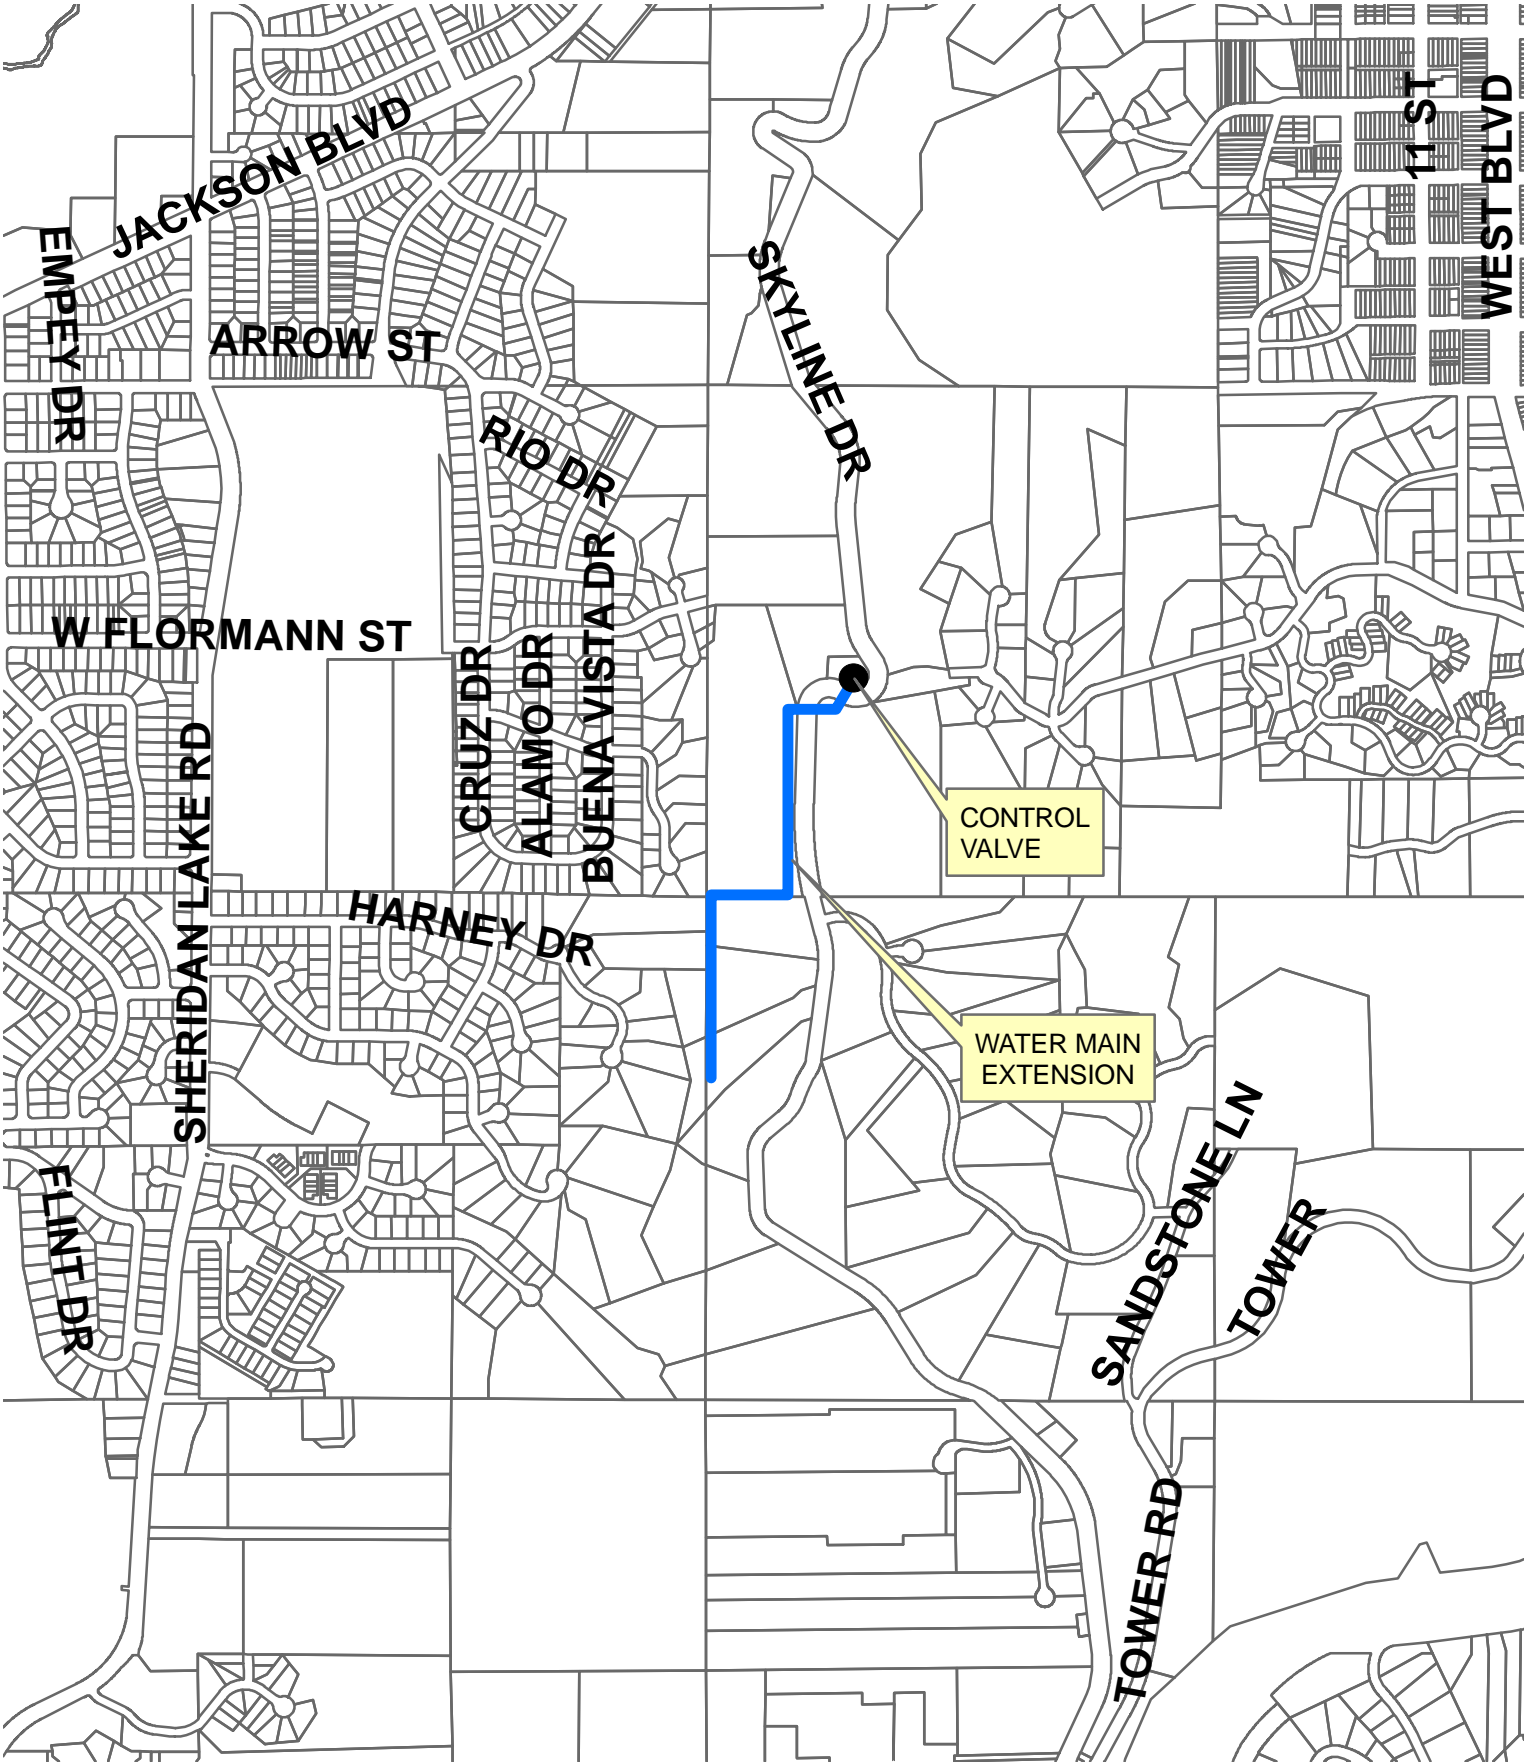 11 ST
WEST BLVD
JACKSON BLVD
EMPEY DR
SKYLINE DR
ARROW ST
RIO DR
W FLORMANN ST
BUENA VISTA DR
ALAMO DR
CRUZ DR
SHERIDAN LAKE RD
CONTROL
VALVE
HARNEY DR
WATER MAIN
EXTENSION
SANDSTONE LN
FLINT DR
TOWER
TOWER RD